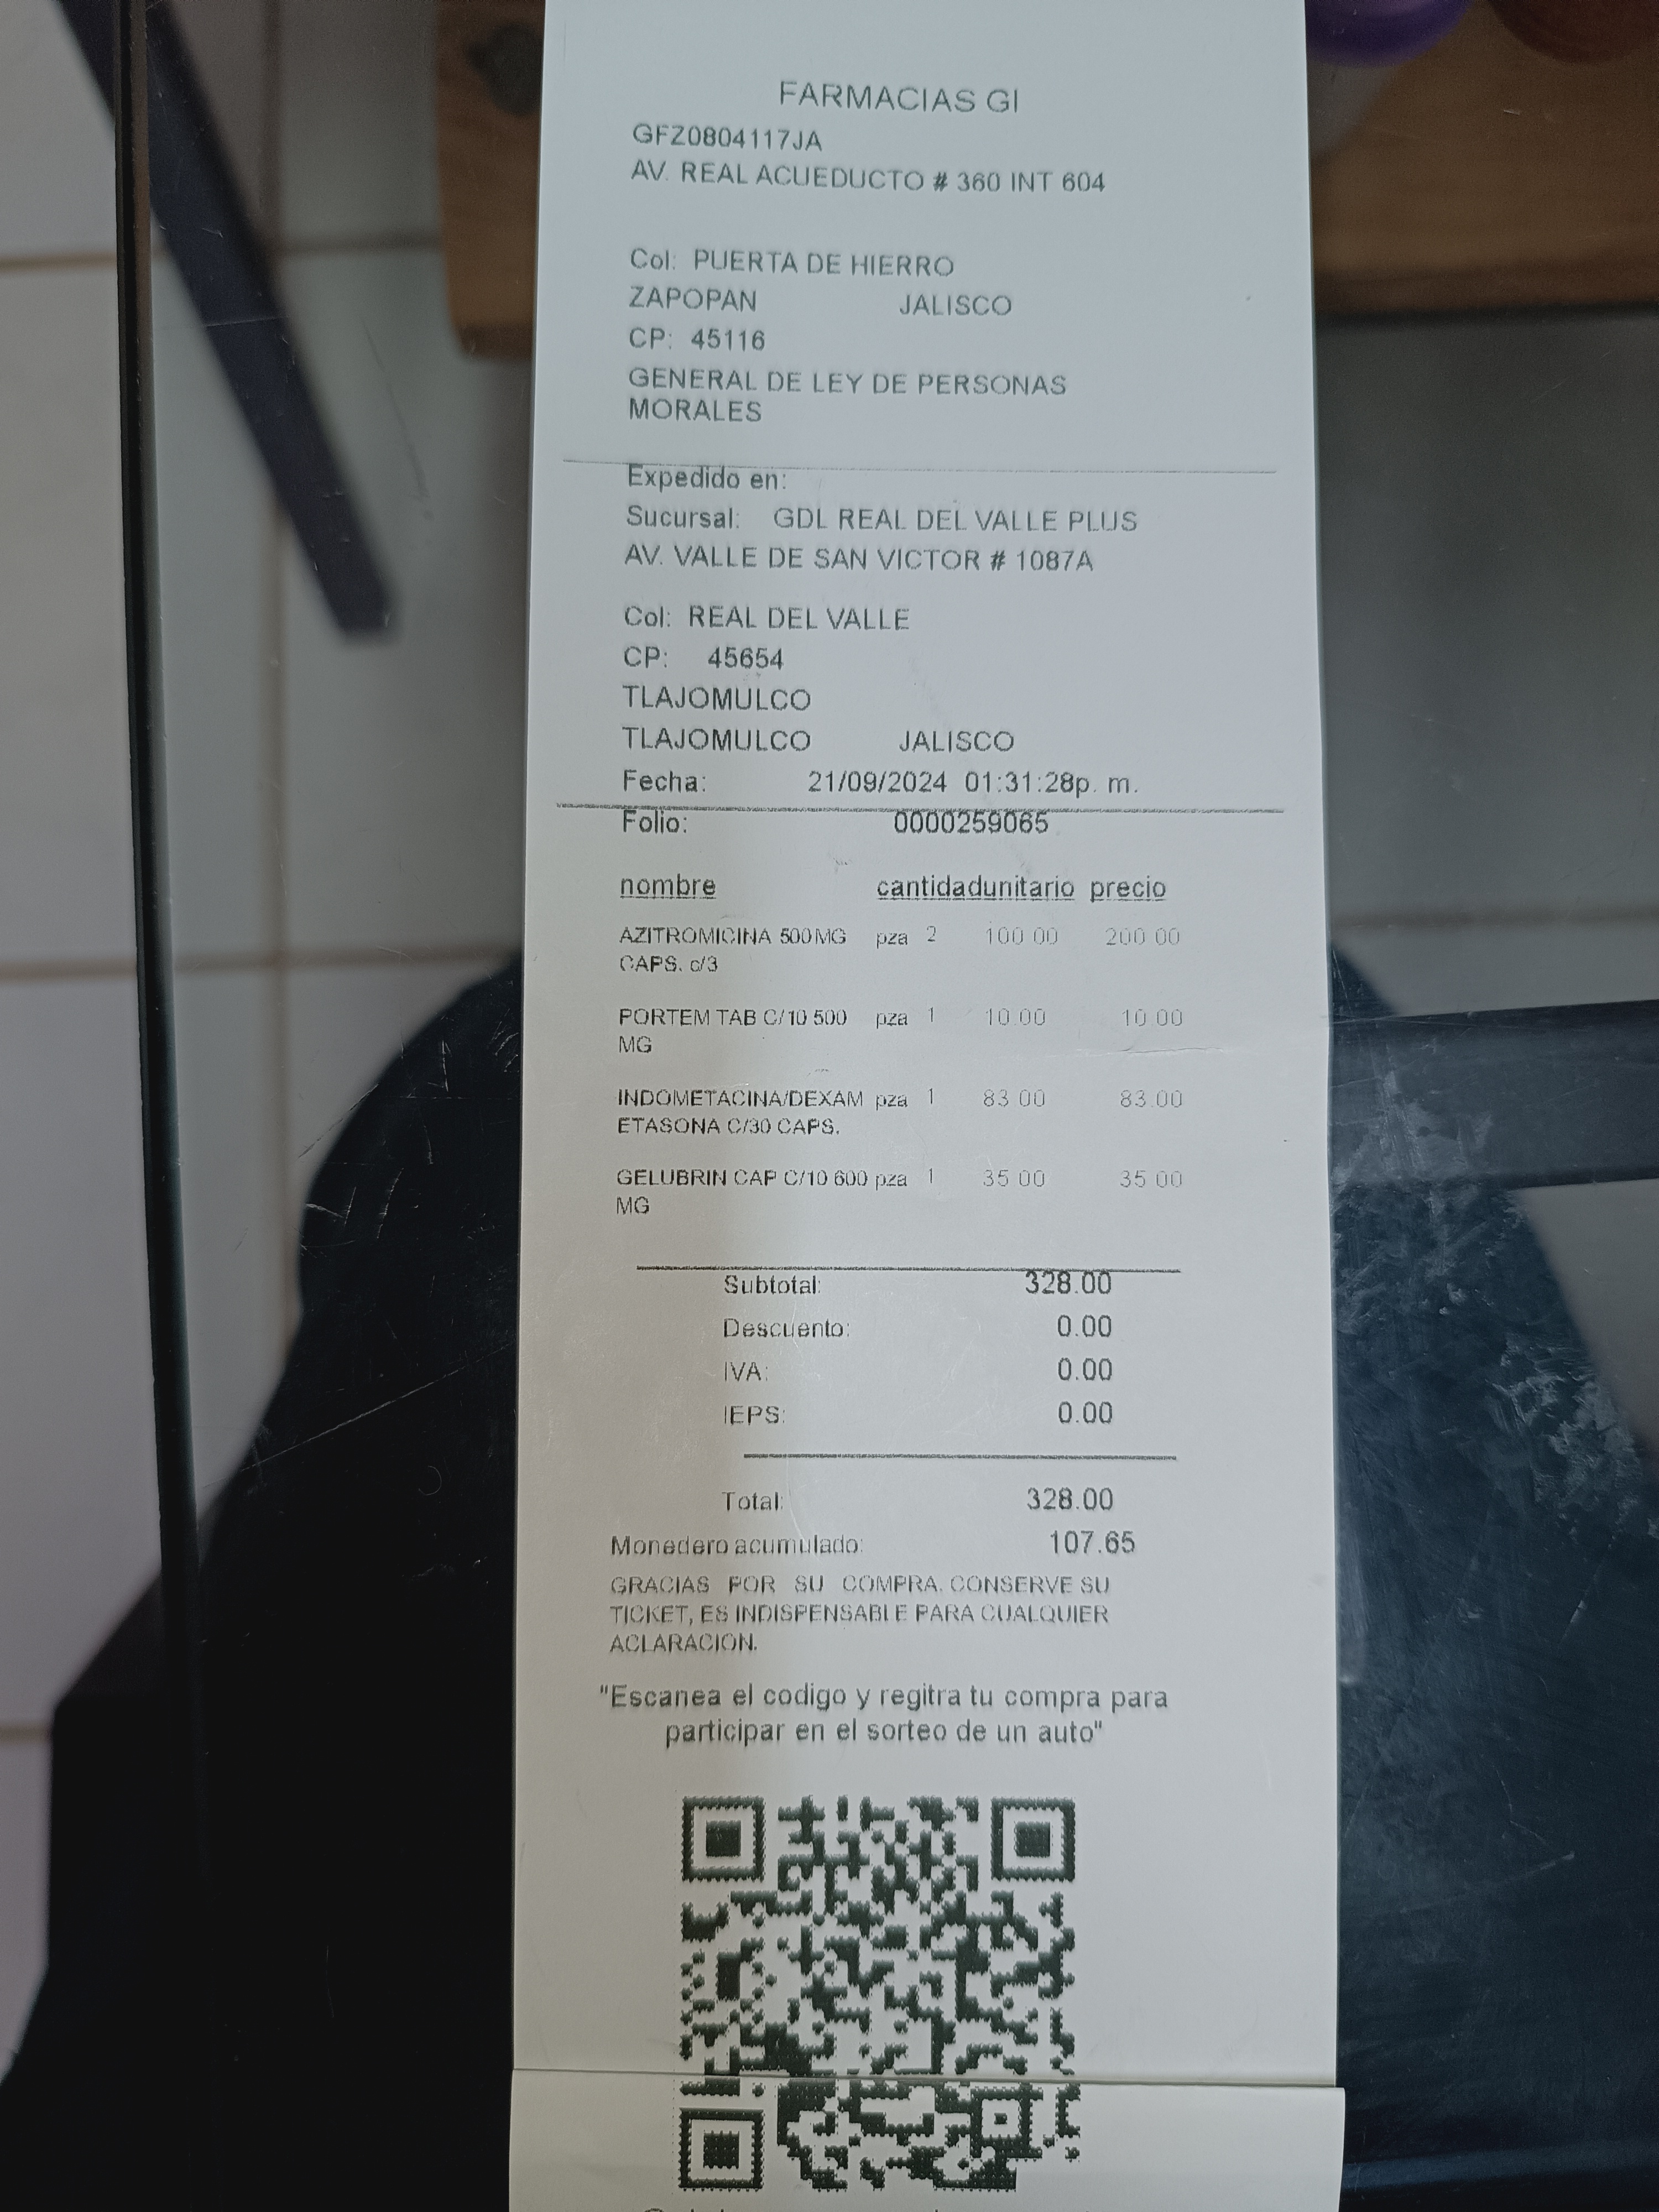 FARMACIAS GI
GFZ0804117JA
AV. REAL ACUEDUCTO # 360 INT 604
Col: PUERTA DE HIERRO
ZAPOPAN JALISCO
CP: 45116
GENERAL DE LEY DE PERSONAS
MORALES
Expedido en:
Sucursal: GDL REAL DEL VALLE PLUS
AV. VALLE DE SAN VICTOR # 1087A
Col: REAL DEL VALLE
CP: 45654
TLAJOMULCO
TLAJOMULCO JALISCO
Fecha: 21/09/2024 01:31:28p. m.
Folio: 0000259065
nombre cantidadunitario precio
AZITROMICINA 500MG pza 2 100.00 200.00
CAPS. c/3
PORTEM TAB C/10 500 pza 1 10.00 10.00
MG
INDOMETACINA/DEXAM pza 1 83.00 83.00
ETASONA C/30 CAPS.
GELUBRIN CAP C/10 600 pza 1 35.00 35.00
MG
Subtotal: 328.00
Descuento: 0.00
IVA: 0.00
IEPS: 0.00
Total: 328.00
Monedero acumulado: 107.65
GRACIAS POR SU COMPRA. CONSERVE SU
TICKET, ES INDISPENSABLE PARA CUALQUIER
ACLARACION.
"Escanea el codigo y regitra tu compra para
participar en el sorteo de un auto"